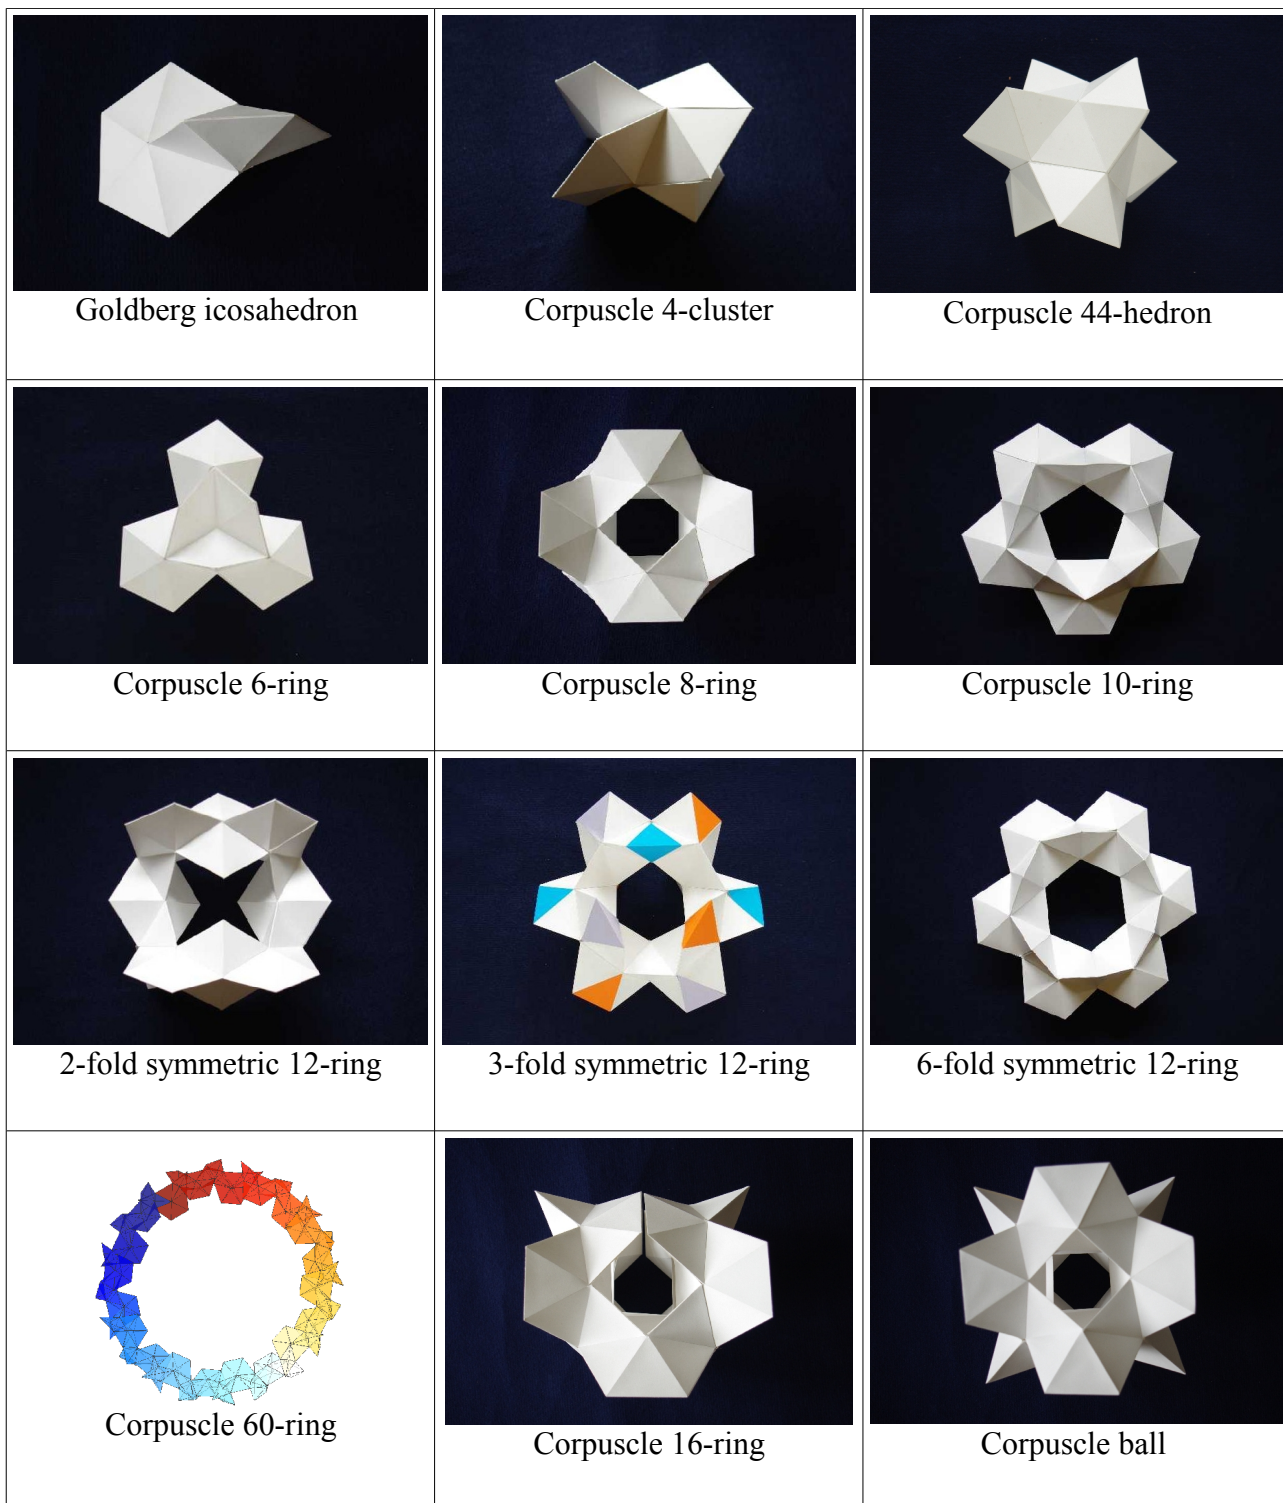 Goldberg icosahedron
Corpuscle 4-cluster
Corpuscle 44-hedron
Corpuscle 6-ring
Corpuscle 8-ring
Corpuscle 10-ring
2-fold symmetric 12-ring
3-fold symmetric 12-ring
6-fold symmetric 12-ring
Corpuscle 60-ring
Corpuscle 16-ring
Corpuscle ball